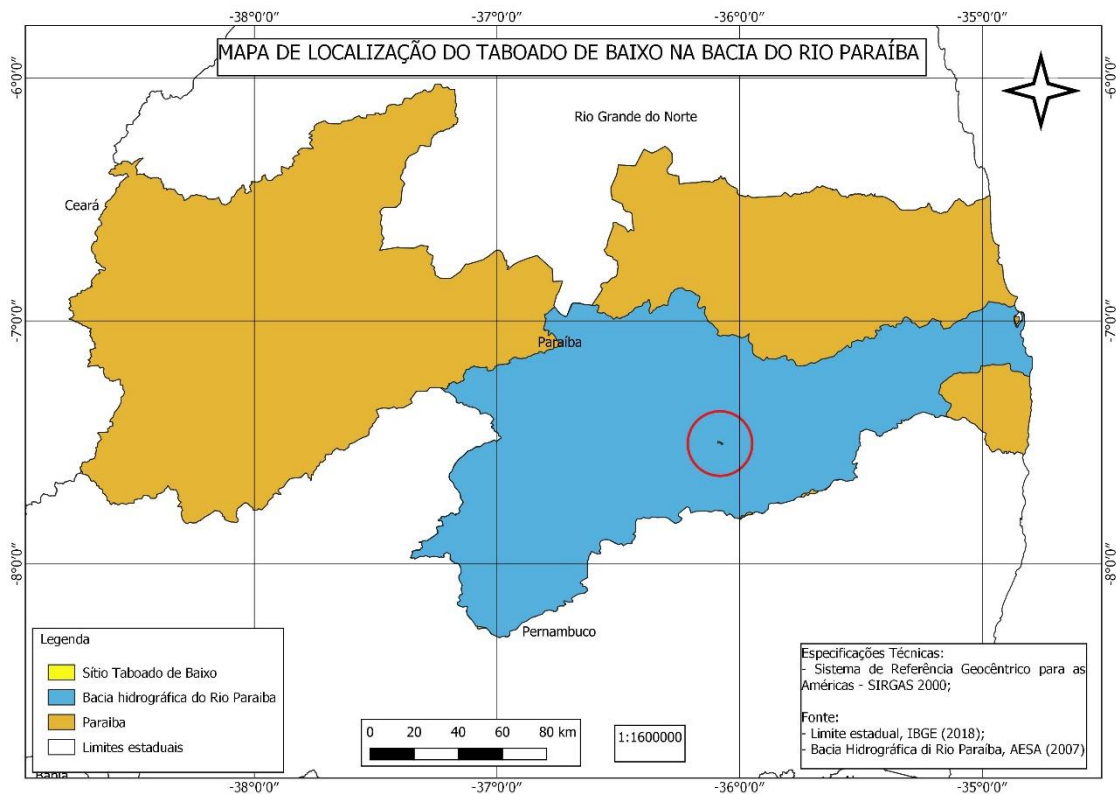 -38°0'0" -37°0'0" -36°0'0" -35°0'0"
MAPA DE LOCALIZAÇÃO DO TABOADO DE BAIXO NA BACIA DO RIO PARAÍBA
-6°0'0" -6°0'0"
Rio Grande do Norte
Ceará
-7°0'0" -7°0'0"
Paraíba
-8°0'0" -8°0'0"
Pernambuco
Legenda
Sítio Taboado de Baixo
Bacia hidrográfica do Rio Paraiba
Paraiba
Limites estaduais
Bahia
0 20 40 60 80 km
1:1600000
Especificações Técnicas:
- Sistema de Referência Geocêntrico para as
Américas - SIRGAS 2000;
Fonte:
- Limite estadual, IBGE (2018);
- Bacia Hidrográfica di Rio Paraíba, AESA (2007)
-38°0'0" -37°0'0" -36°0'0" -35°0'0"